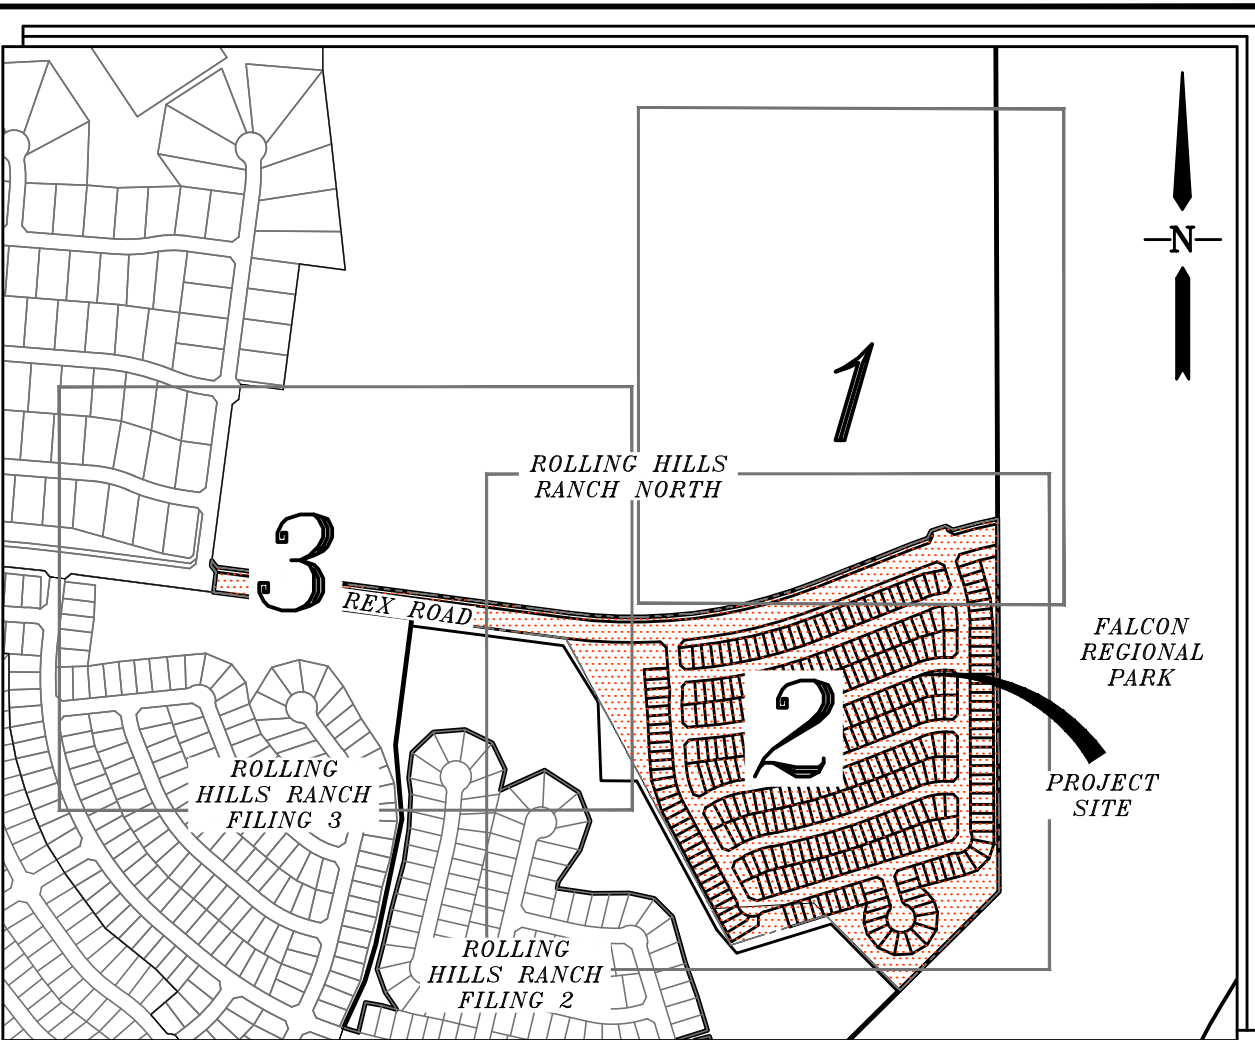 N
1
ROLLING HILLS
RANCH NORTH
3
REX ROAD
FALCON
REGIONAL
PARK
2
PROJECT
SITE
ROLLING
HILLS RANCH
FILING 3
ROLLING
HILLS RANCH
FILING 2